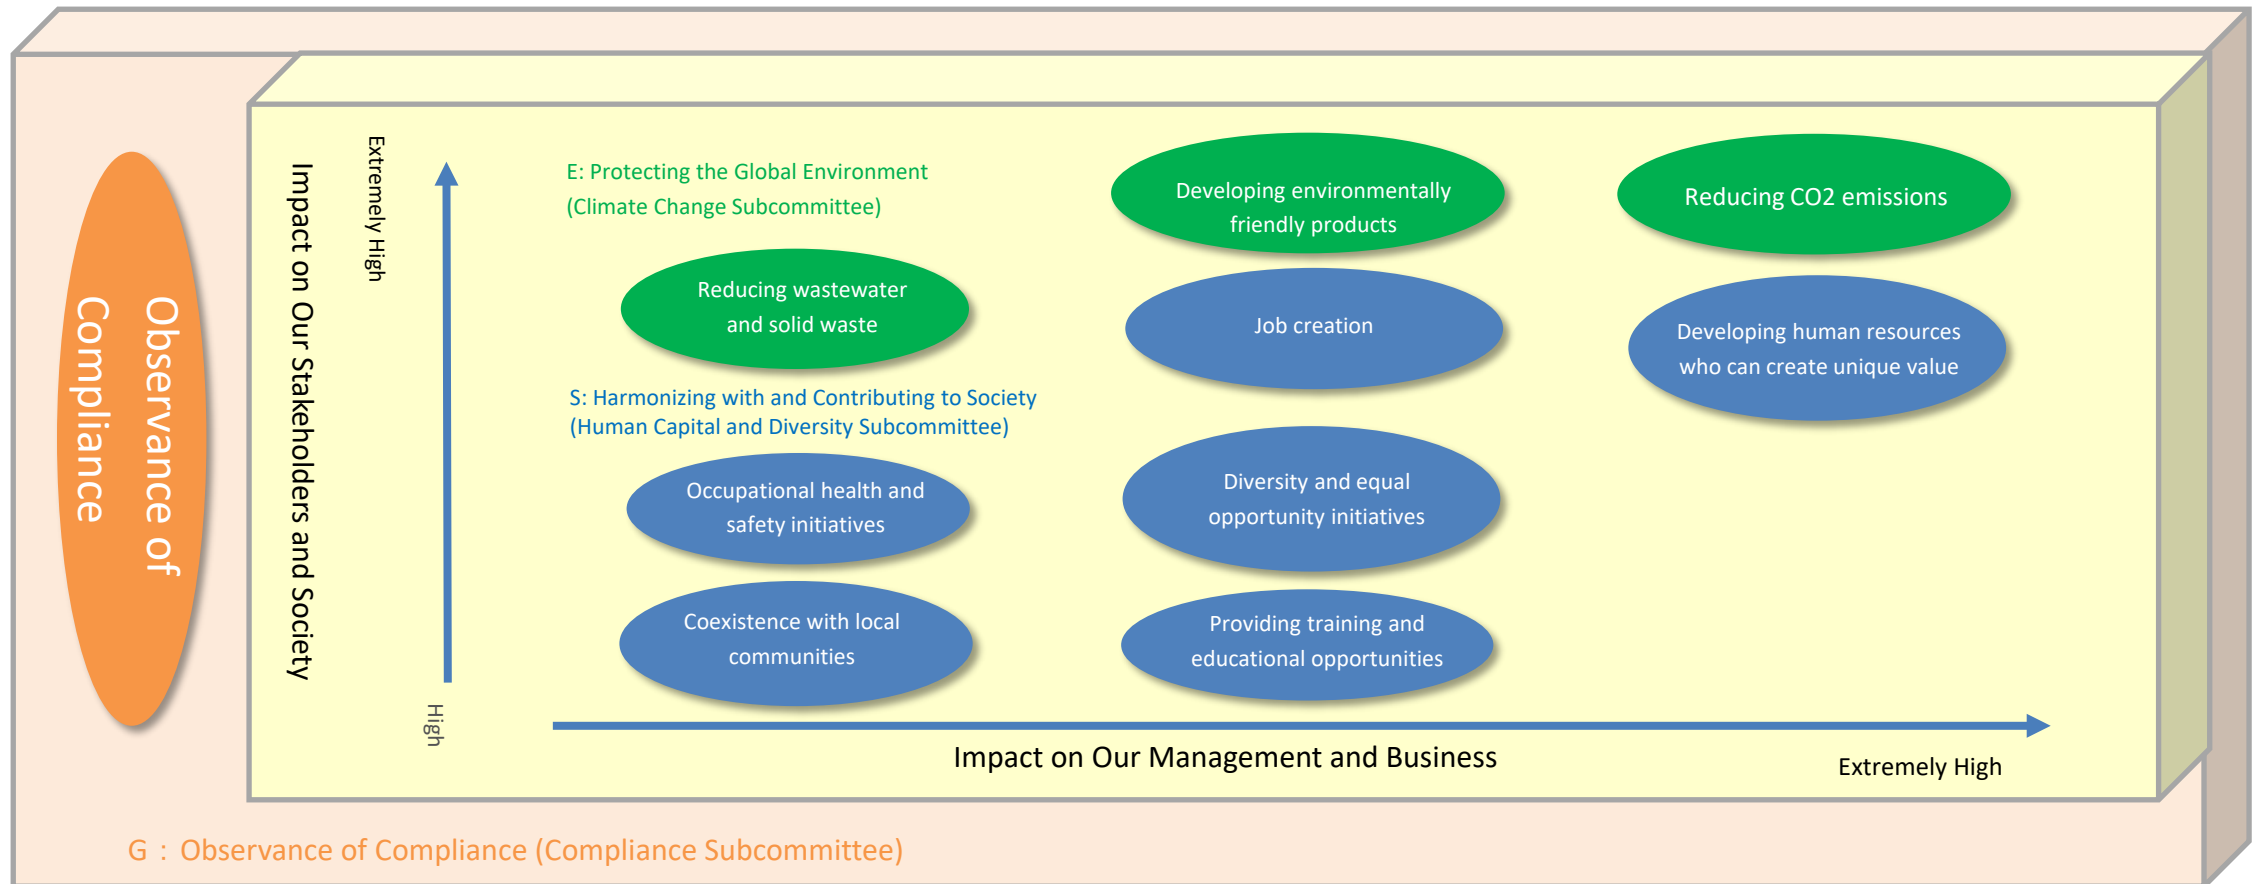 Observance of
Compliance
Impact on Our Stakeholders and Society
Extremely High
High
E: Protecting the Global Environment
(Climate Change Subcommittee)
Developing environmentally
friendly products
Reducing CO2 emissions
Reducing wastewater
and solid waste
Job creation
Developing human resources
who can create unique value
S: Harmonizing with and Contributing to Society
(Human Capital and Diversity Subcommittee)
Occupational health and
safety initiatives
Diversity and equal
opportunity initiatives
Coexistence with local
communities
Providing training and
educational opportunities
Impact on Our Management and Business
Extremely High
G : Observance of Compliance (Compliance Subcommittee)